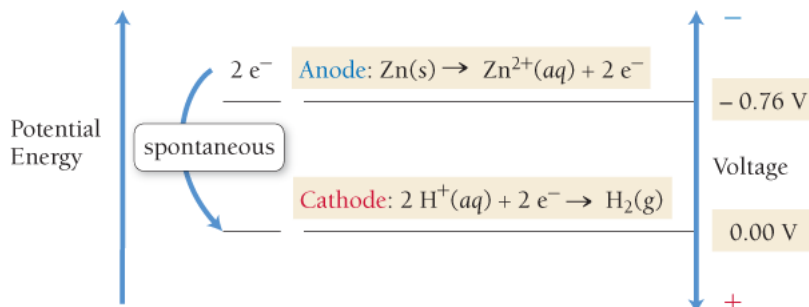 −
2 e⁻ Anode: Zn(s) → Zn²⁺(aq) + 2 e⁻
− 0.76 V
Potential
Energy
spontaneous
Voltage
Cathode: 2 H⁺(aq) + 2 e⁻ → H₂(g)
0.00 V
+